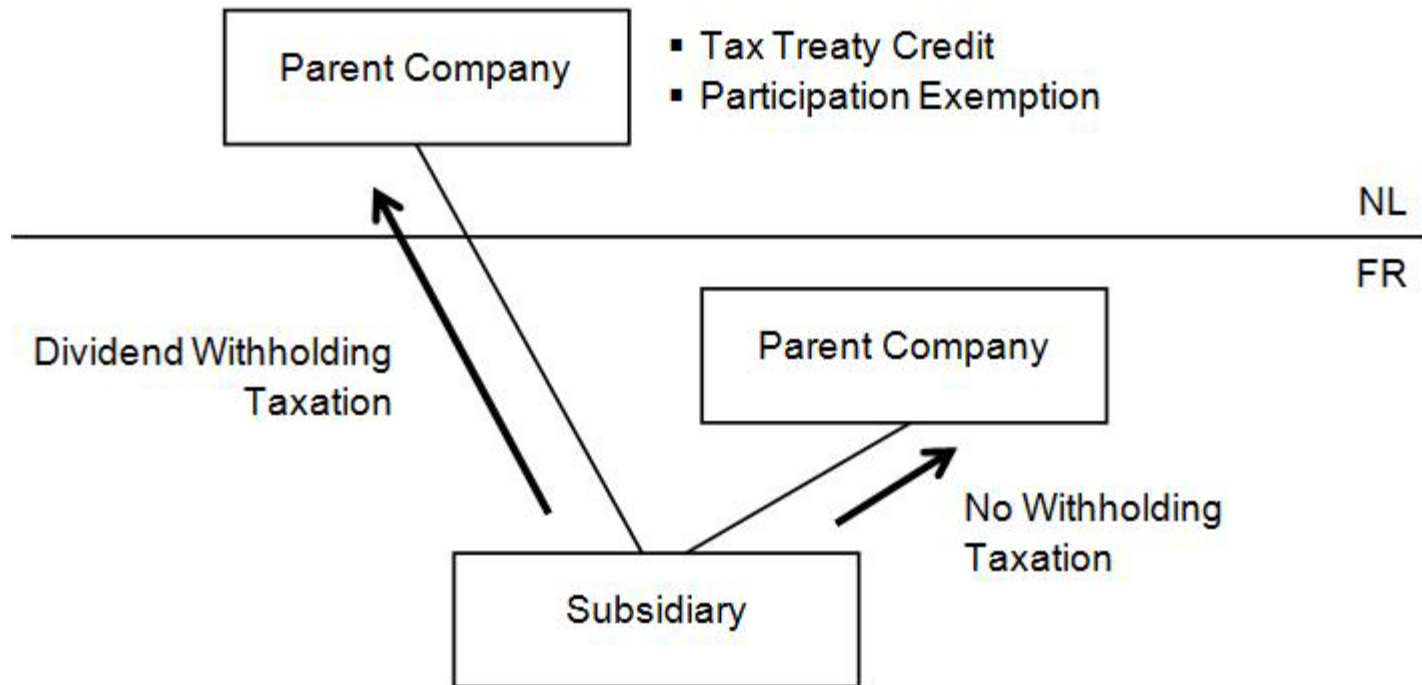 Parent Company
▪ Tax Treaty Credit
▪ Participation Exemption
NL
FR
Dividend Withholding
Taxation
Parent Company
No Withholding
Taxation
Subsidiary